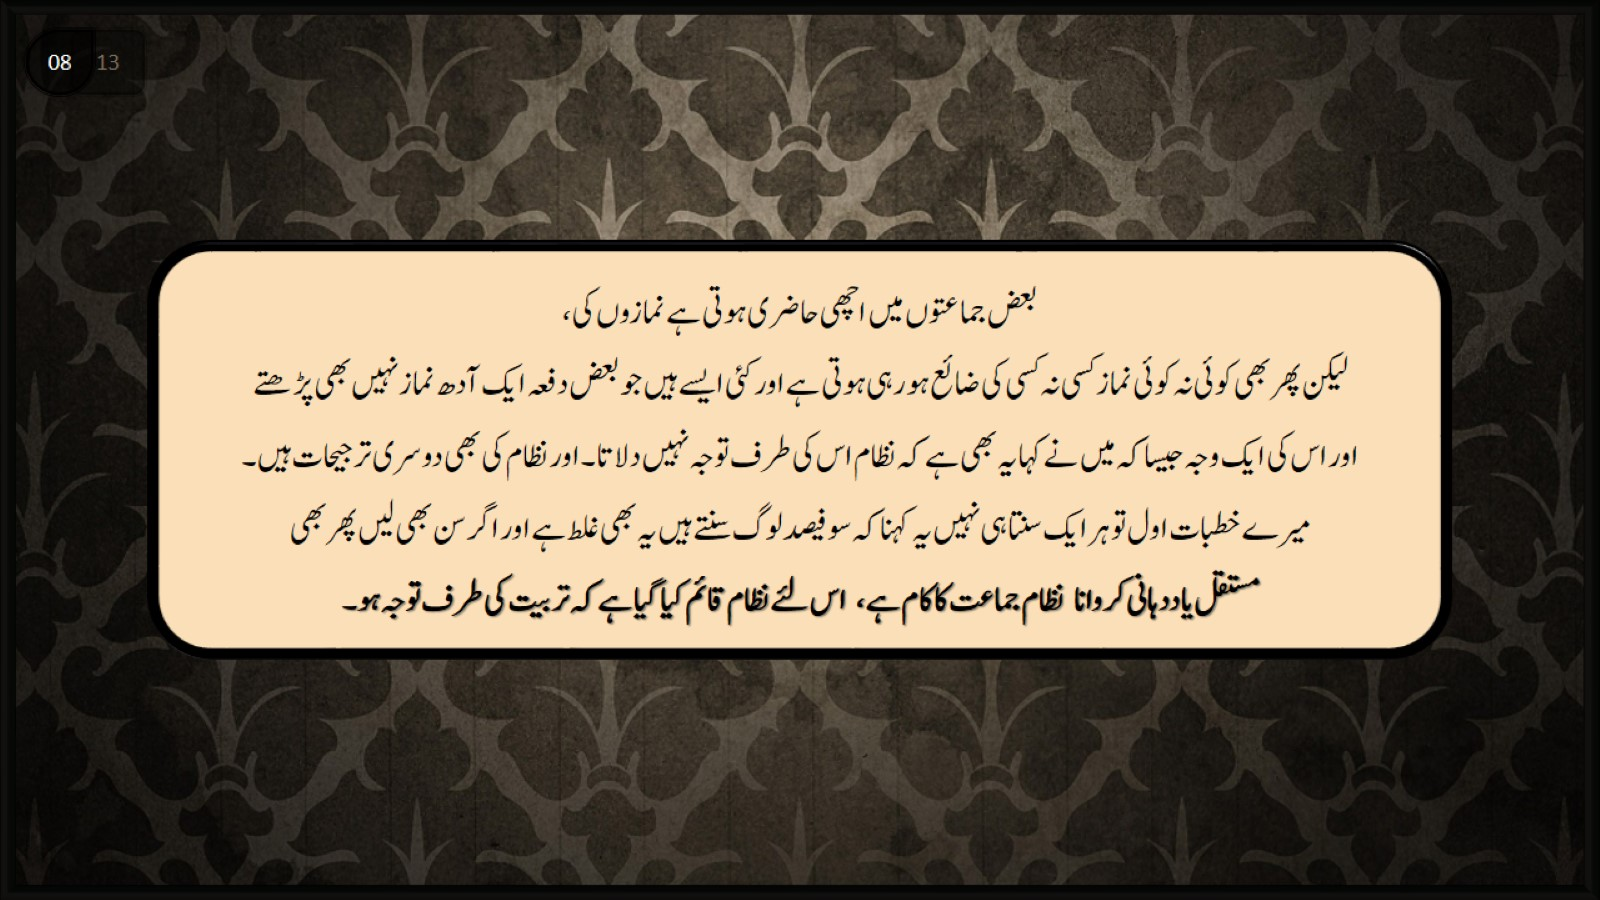 08 13
بعض جماعتوں میں اچھی حاضری ہوتی ہے نمازوں کی،
لیکن پھر بھی کوئی نہ کوئی نماز کسی نہ کسی کی ضائع ہو رہی ہوتی ہے اور کئی ایسے ہیں جو بعض دفعہ ایک آدھ نماز نہیں بھی پڑھتے
اور اس کی ایک وجہ جیسا کہ میں نے کہا یہ بھی ہے کہ نظام اس کی طرف توجہ نہیں دلاتا۔ اور نظام کی بھی دوسری ترجیحات ہیں۔
میرے خطبات اول تو ہر ایک سنتا ہی نہیں یہ کہنا کہ سو فیصد لوگ سنتے ہیں یہ بھی غلط ہے اور اگر سن بھی لیں پھر بھی
مستقل یاددہانی کروانا نظام جماعت کا کام ہے، اس لئے نظام قائم کیا گیا ہے کہ تربیت کی طرف توجہ ہو۔